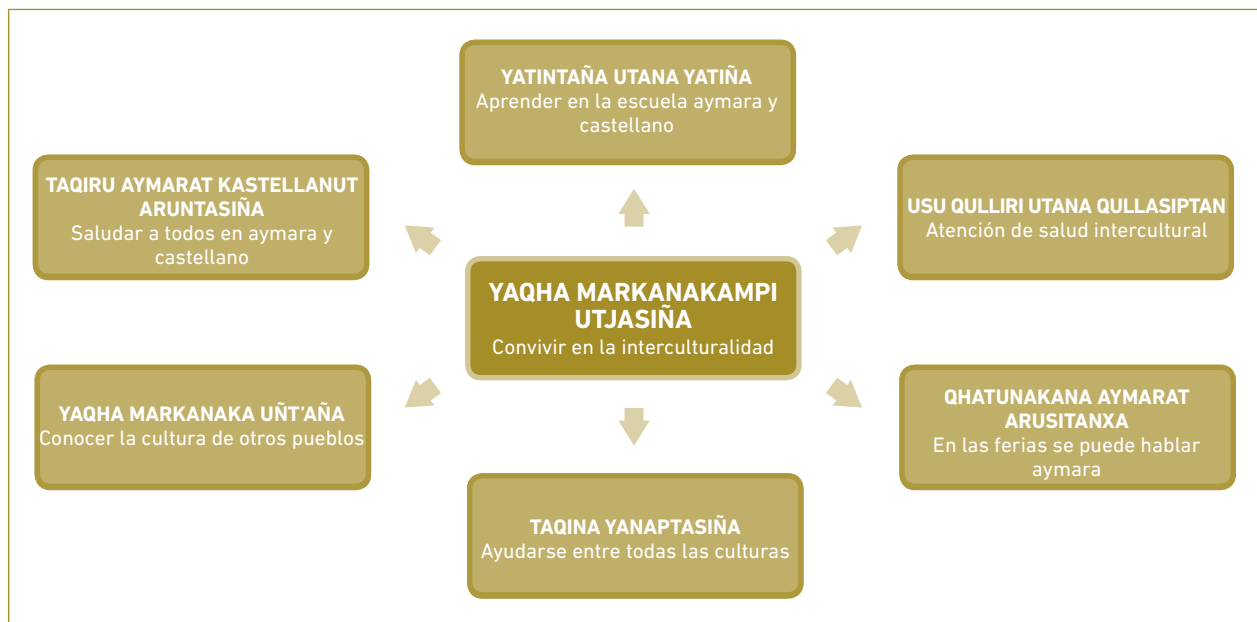 YATINTAÑA UTANA YATIÑA
Aprender en la escuela aymara y
castellano
TAQIRU AYMARAT KASTELLANUT
ARUNTASIÑA
Saludar a todos en aymara y
castellano
USU QULLIRI UTANA QULLASIPTAN
Atención de salud intercultural
YAQHA MARKANAKAMPI
UTJASIÑA
Convivir en la interculturalidad
YAQHA MARKANAKA UÑT’AÑA
Conocer la cultura de otros pueblos
QHATUNAKANA AYMARAT
ARUSITANXA
En las ferias se puede hablar
aymara
TAQINA YANAPTASIÑA
Ayudarse entre todas las culturas